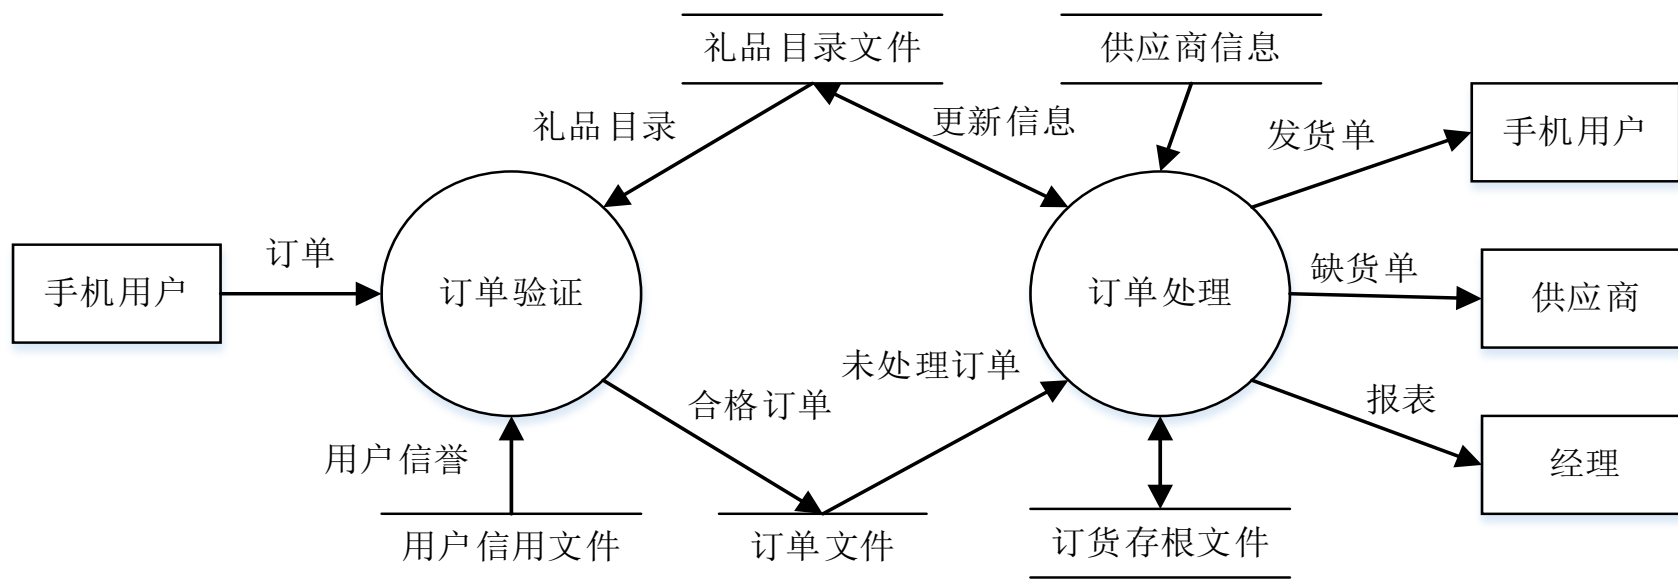 礼品目录文件
供应商信息
礼品目录
更新信息
发货单
手机用户
手机用户
订单
订单验证
订单处理
缺货单
供应商
未处理订单
合格订单
报表
用户信誉
经理
用户信用文件
订单文件
订货存根文件